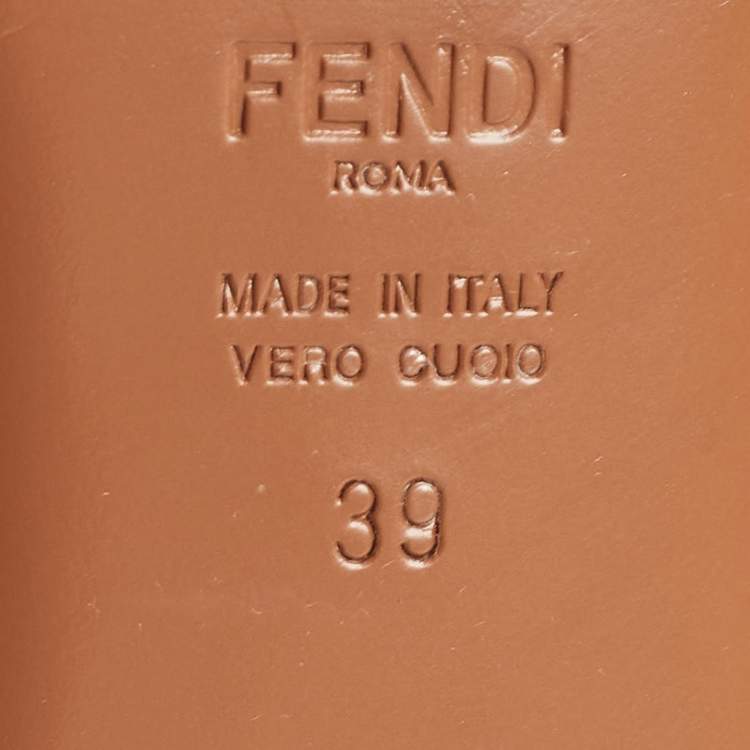 FENDI
ROMA
MADE IN ITALY
VERO CUOIO
39